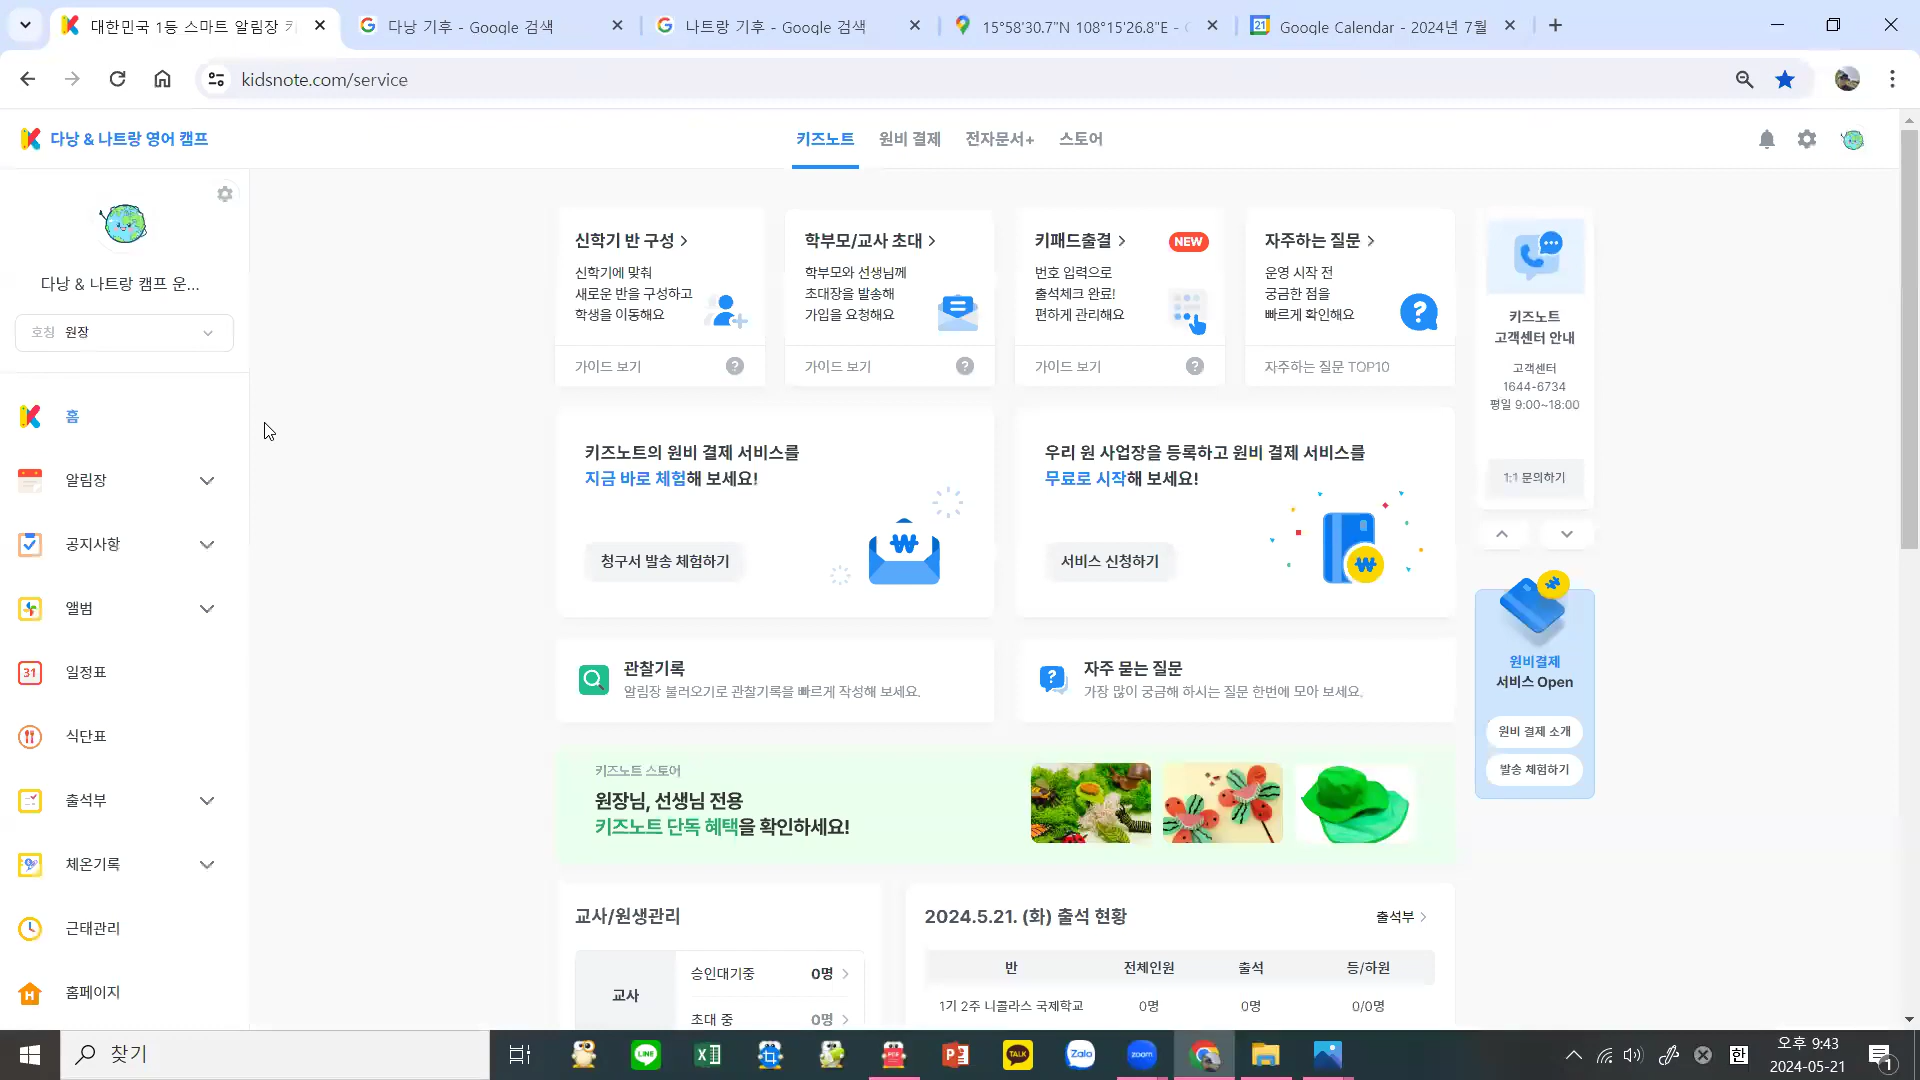 대한민국 1등 스마트 알림장 키
다낭 기후 - Google 검색
나트랑 기후 - Google 검색
15°58'30.7"N 108°15'26.8"E - G
Google Calendar - 2024년 7월
kidsnote.com/service
다낭 & 나트랑 영어 캠프
키즈노트
원비 결제
전자문서+
스토어
다낭 & 나트랑 캠프 운...
호칭 원장
홈
알림장
공지사항
앨범
31 일정표
식단표
출석부
체온기록
근태관리
H 홈페이지
신학기 반 구성
신학기에 맞춰
새로운 반을 구성하고
학생을 이동해요
가이드 보기 ?
학부모/교사 초대
학부모와 선생님께
초대장을 발송해
가입을 요청해요
가이드 보기 ?
키패드출결 NEW
번호 입력으로
출석체크 완료!
편하게 관리해요
가이드 보기 ?
자주하는 질문
운영 시작 전
궁금한 점을
빠르게 확인해요
?
자주하는 질문 TOP10
키즈노트
고객센터 안내
고객센터
1644-6734
평일 9:00~18:00
1:1 문의하기
키즈노트의 원비 결제 서비스를
지금 바로 체험해 보세요!
청구서 발송 체험하기
₩
우리 원 사업장을 등록하고 원비 결제 서비스를
무료로 시작해 보세요!
서비스 신청하기
₩
₩
원비결제
서비스 Open
원비 결제 소개
발송 체험하기
관찰기록
알림장 불러오기로 관찰기록을 빠르게 작성해 보세요.
?
자주 묻는 질문
가장 많이 궁금해 하시는 질문 한번에 모아 보세요.
키즈노트 스토어
원장님, 선생님 전용
키즈노트 단독 혜택을 확인하세요!
교사/원생관리
교사
승인대기중 0명
초대 중 0명
2024.5.21. (화) 출석 현황
출석부
반 전체인원 출석 등/하원
1기 2주 니콜라스 국제학교 0명 0명 0/0명
찾기
LINE
PDF
TALK
Zalo
zoom
한
오후 9:43
2024-05-21
1